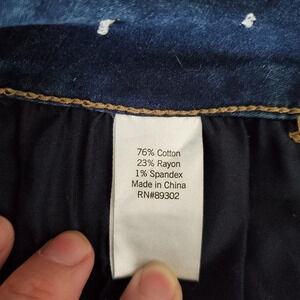 76% Cotton
23% Rayon
1% Spandex
Made in China
RN#89302